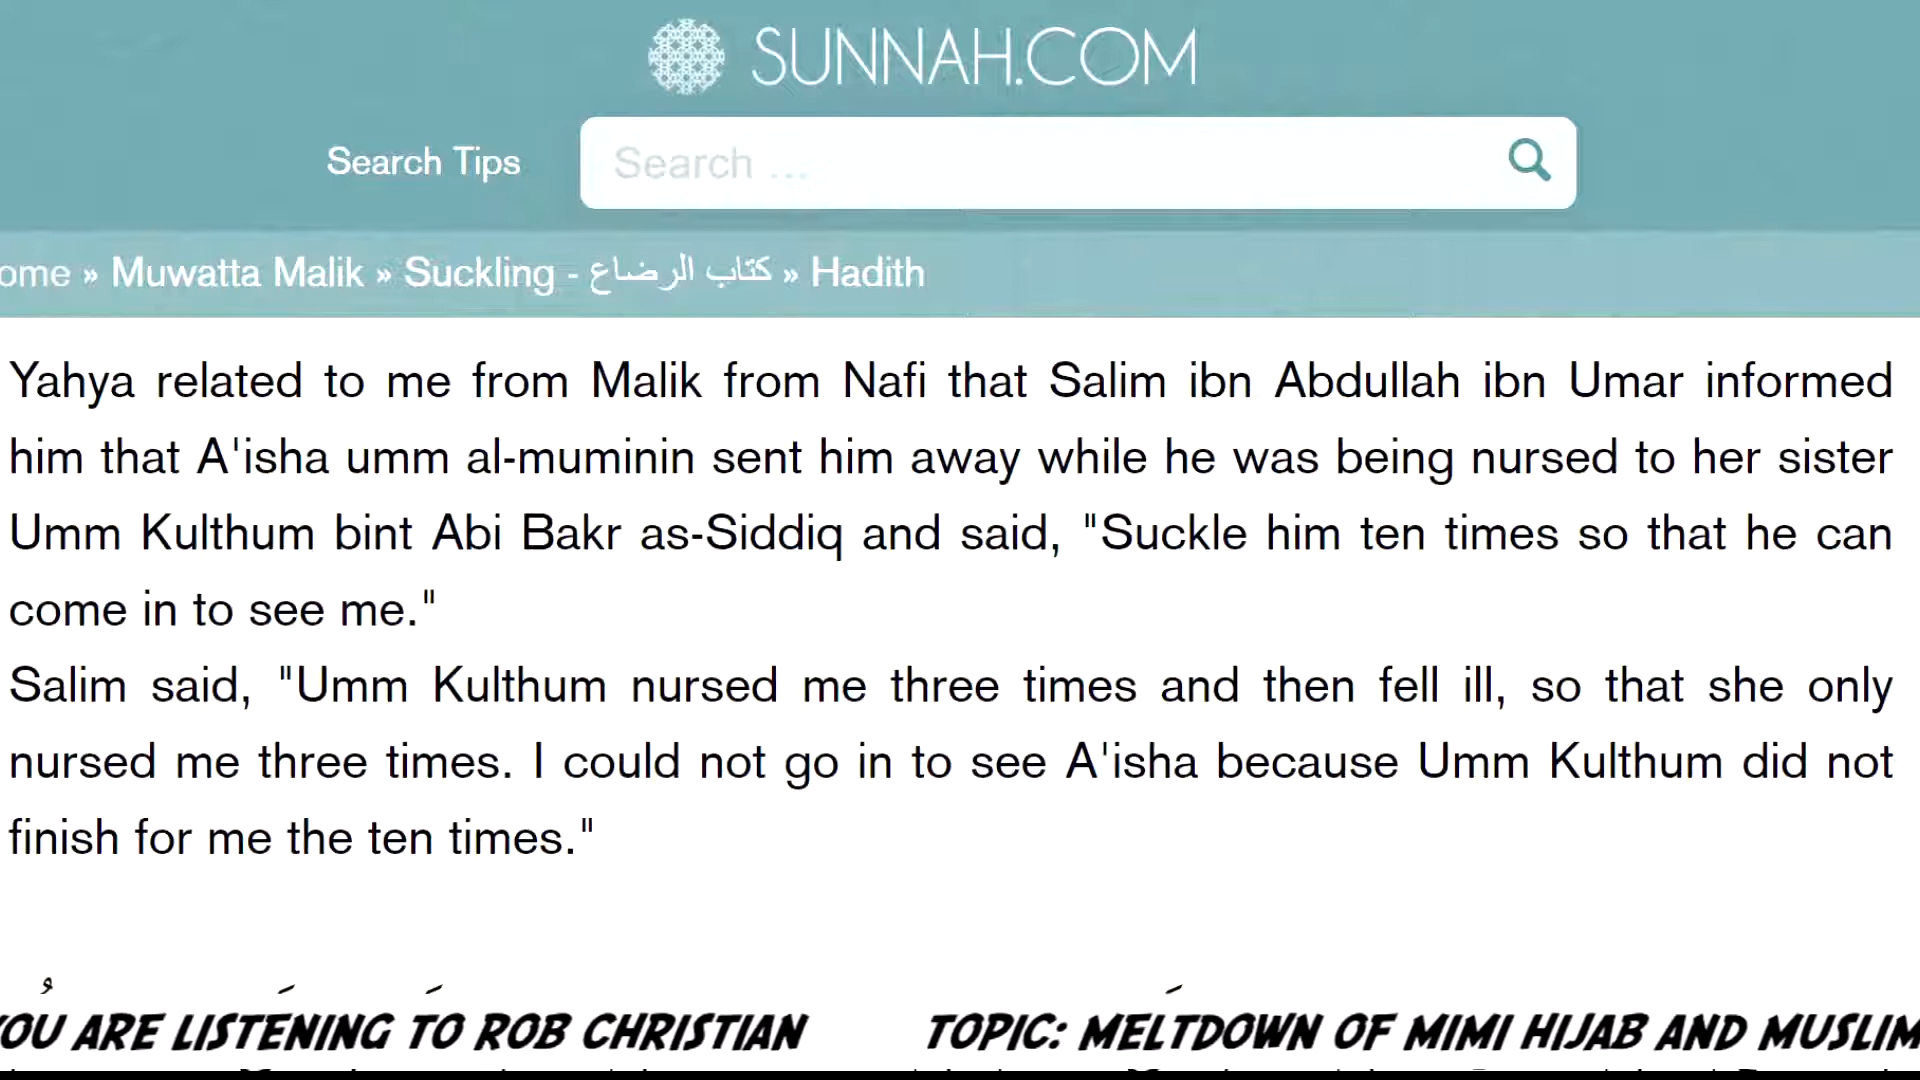 SUNNAH.COM
Search Tips
Search ...
ome » Muwatta Malik » Suckling - كتاب الرضاع » Hadith
Yahya related to me from Malik from Nafi that Salim ibn Abdullah ibn Umar informed
him that A'isha umm al-muminin sent him away while he was being nursed to her sister
Umm Kulthum bint Abi Bakr as-Siddiq and said, "Suckle him ten times so that he can
come in to see me."
Salim said, "Umm Kulthum nursed me three times and then fell ill, so that she only
nursed me three times. I could not go in to see A'isha because Umm Kulthum did not
finish for me the ten times."
YOU ARE LISTENING TO ROB CHRISTIAN TOPIC: MELTDOWN OF MIMI HIJAB AND MUSLIM